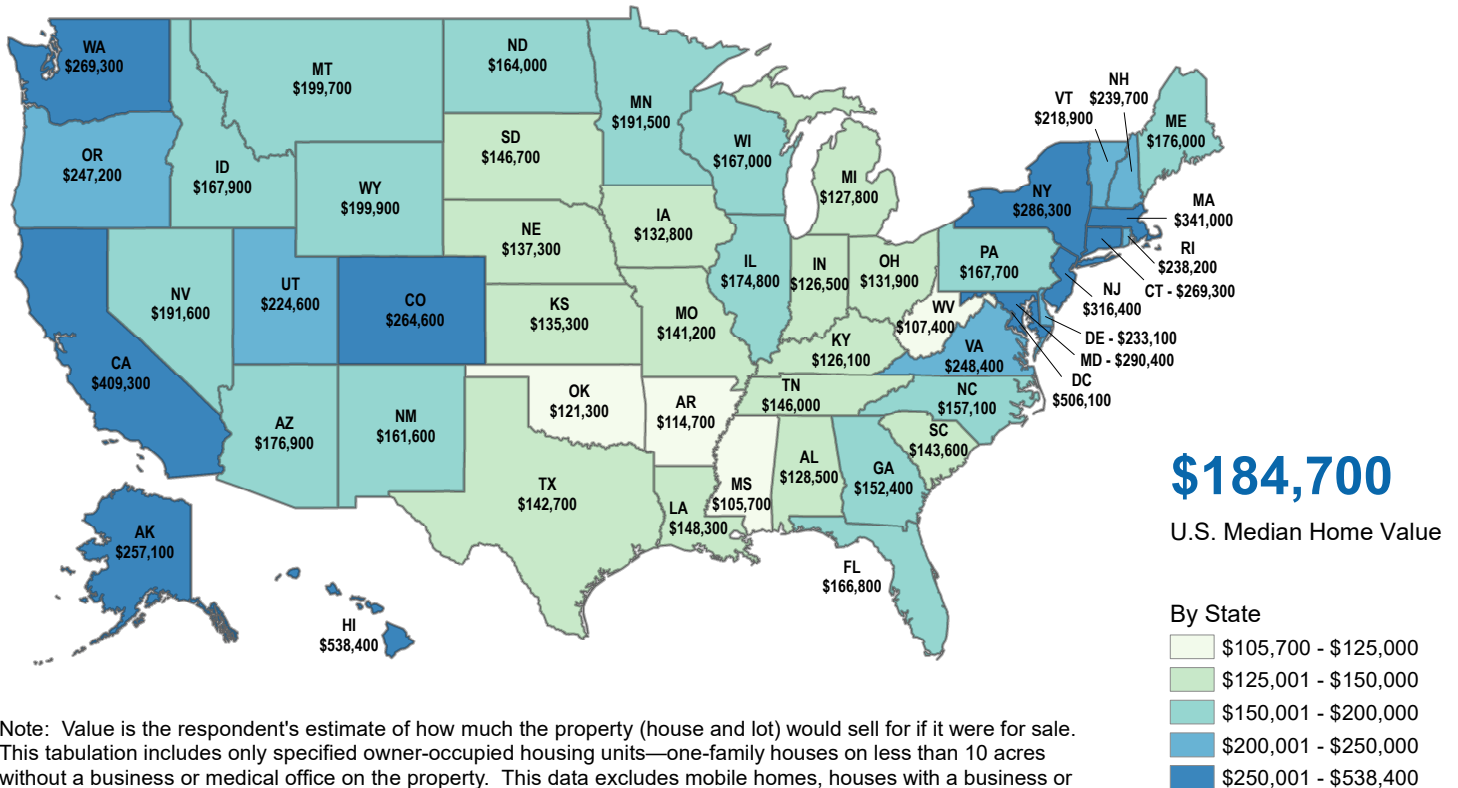 WA
$269,300
MT
$199,700
ND
$164,000
MN
$191,500
OR
$247,200
ID
$167,900
WY
$199,900
SD
$146,700
WI
$167,000
MI
$127,800
VT
$218,900
NH
$239,700
ME
$176,000
NY
$286,300
MA
$341,000
RI
$238,200
CT - $269,300
NJ
$316,400
DE - $233,100
MD - $290,400
DC
$506,100
NE
$137,300
IA
$132,800
IL
$174,800
IN
$126,500
OH
$131,900
PA
$167,700
NV
$191,600
UT
$224,600
CO
$264,600
KS
$135,300
MO
$141,200
KY
$126,100
WV
$107,400
VA
$248,400
CA
$409,300
AZ
$176,900
NM
$161,600
OK
$121,300
AR
$114,700
TN
$146,000
NC
$157,100
SC
$143,600
TX
$142,700
LA
$148,300
MS
$105,700
AL
$128,500
GA
$152,400
FL
$166,800
AK
$257,100
HI
$538,400
$184,700
U.S. Median Home Value
By State
$105,700 - $125,000
$125,001 - $150,000
$150,001 - $200,000
$200,001 - $250,000
$250,001 - $538,400
Note: Value is the respondent's estimate of how much the property (house and lot) would sell for if it were for sale.
This tabulation includes only specified owner-occupied housing units—one-family houses on less than 10 acres
without a business or medical office on the property. This data excludes mobile homes, houses with a business or